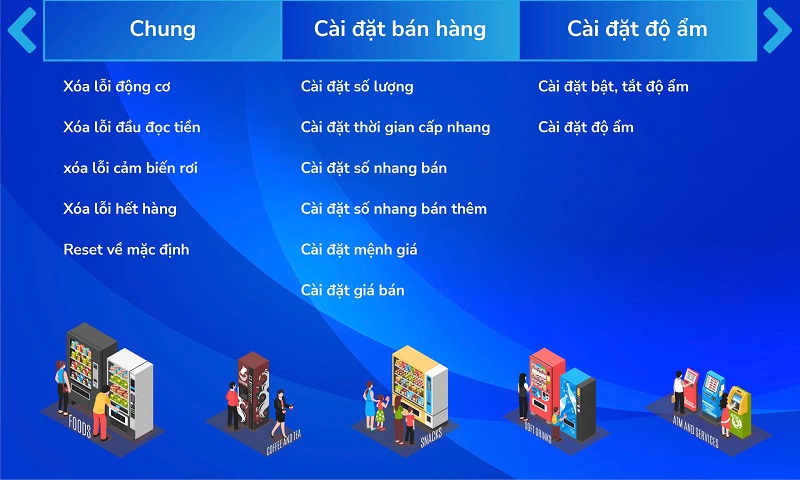 Chung
Cài đặt bán hàng
Cài đặt độ ẩm
Xóa lỗi động cơ
Xóa lỗi đầu đọc tiền
xóa lỗi cảm biến rơi
Xóa lỗi hết hàng
Reset về mặc định
Cài đặt số lượng
Cài đặt thời gian cấp nhang
Cài đặt số nhang bán
Cài đặt số nhang bán thêm
Cài đặt mệnh giá
Cài đặt giá bán
Cài đặt bật, tắt độ ẩm
Cài đặt độ ẩm
FOODS
COFFEE AND TEA
SNACKS
SOFT DRINKS
ATM AND SERVICES